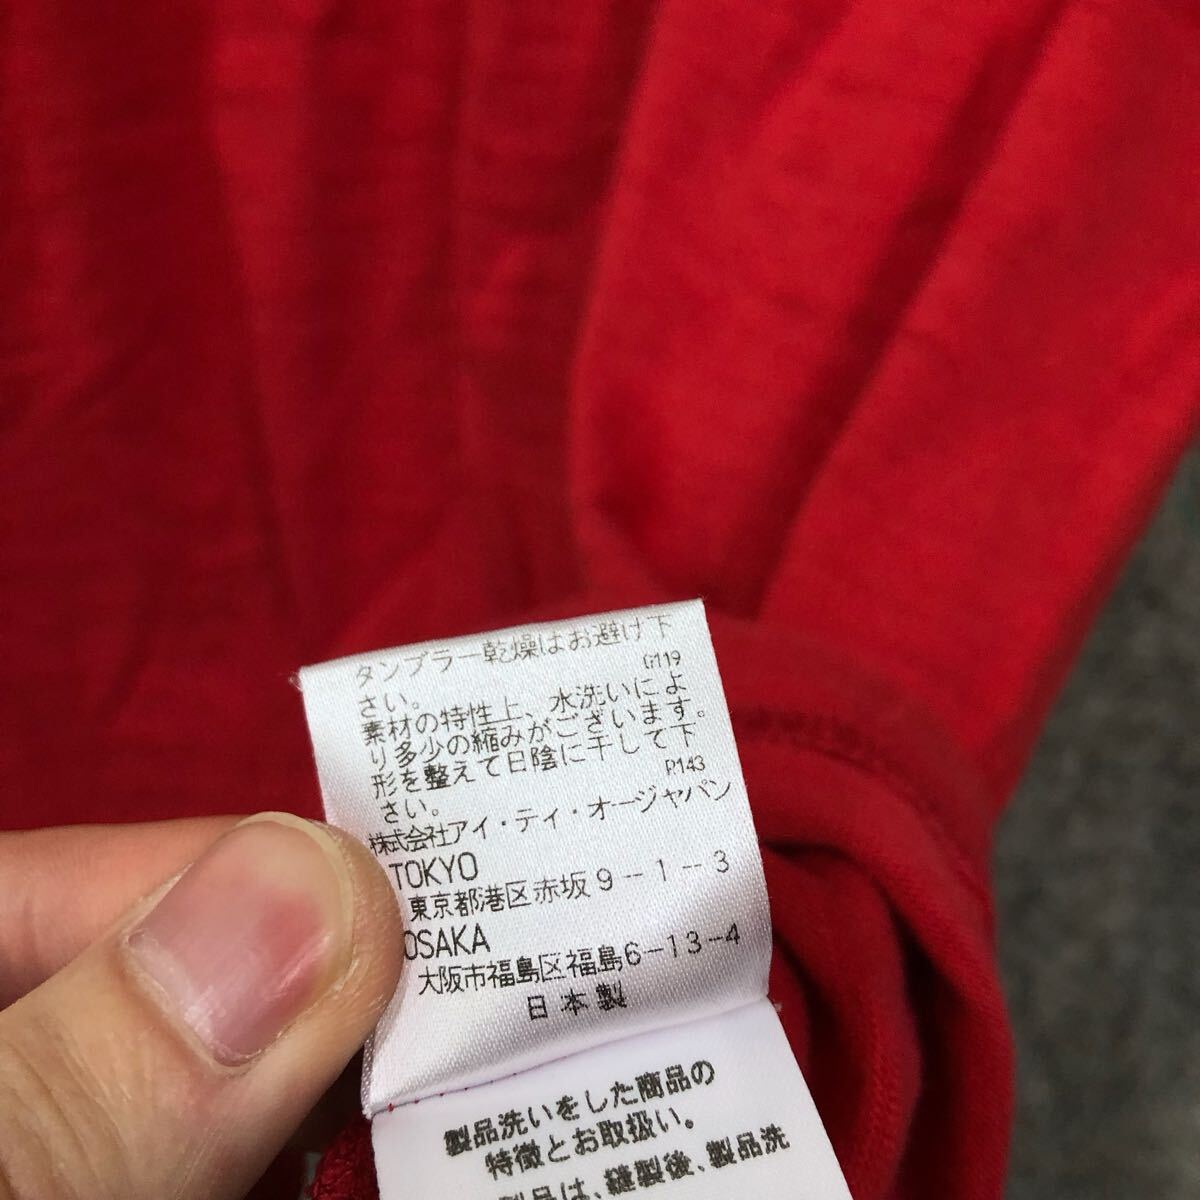 タンブラー乾燥はお避け下
さい。 G119
素材の特性上、水洗いによ
り多少の縮みがございます。
形を整えて日陰に干して下
さい。 P143
株式会社アイ・ティ・オージャパン
TOKYO
東京都港区赤坂9-1-3
OSAKA
大阪市福島区福島6-13-4
日本製
製品洗いをした商品の
特徴とお取扱い。
製品は、縫製後、製品洗